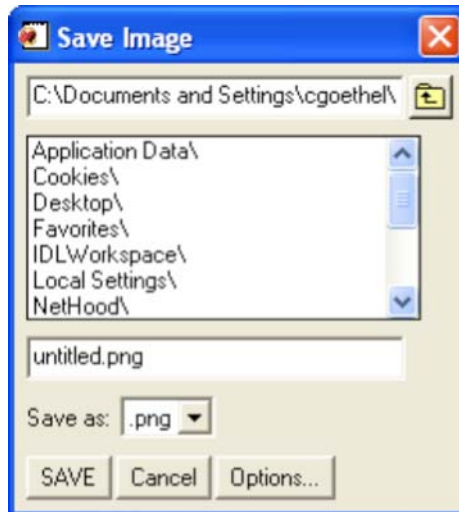 Save Image
C:\Documents and Settings\cgoethel\
Application Data\
Cookies\
Desktop\
Favorites\
IDLWorkspace\
Local Settings\
NetHood\
untitled.png
Save as: .png
SAVE Cancel Options...